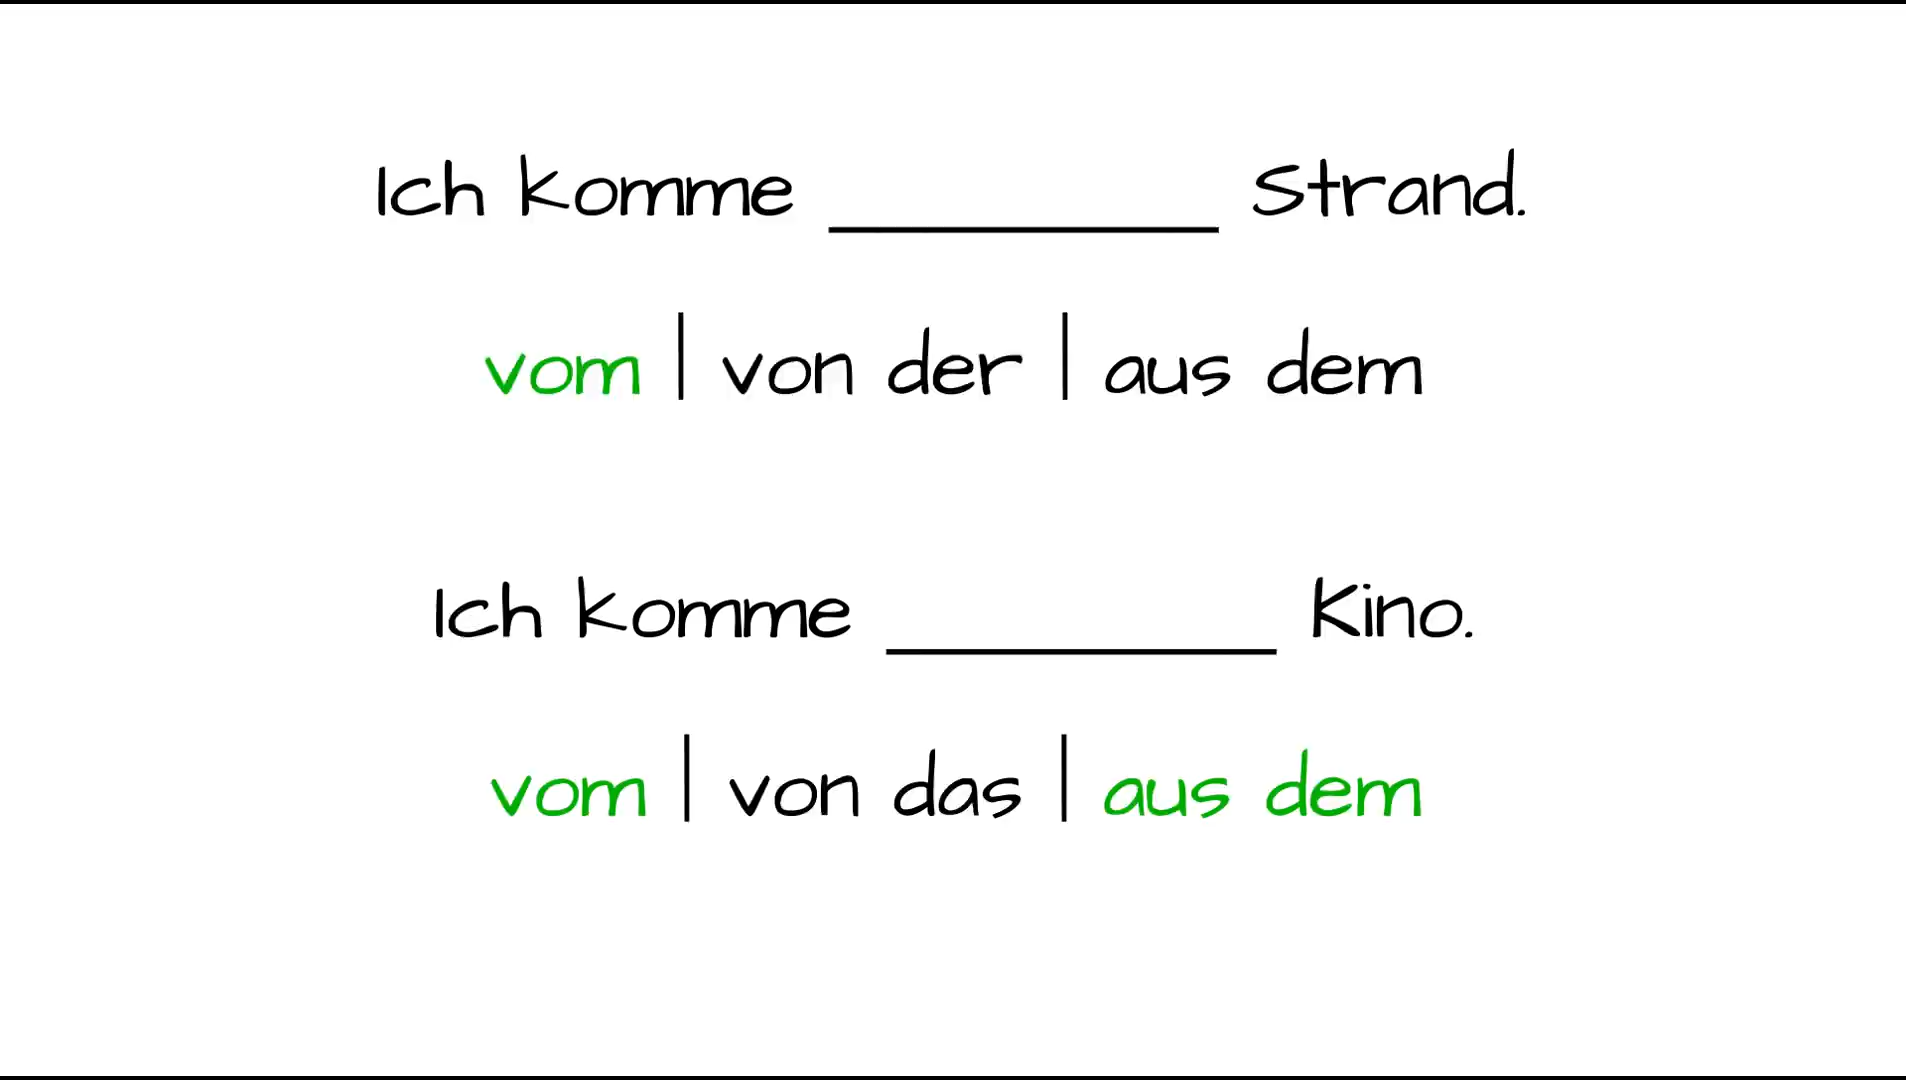 Ich komme __________ Strand.
vom | von der | aus dem
Ich komme __________ Kino.
vom | von das | aus dem